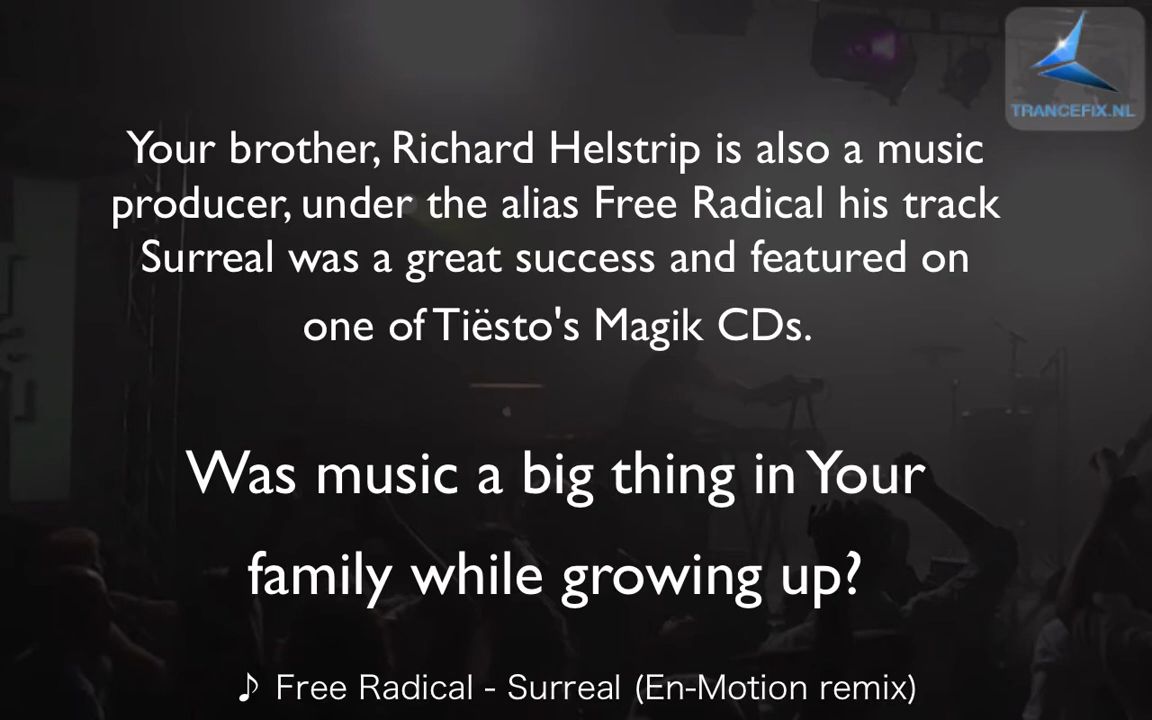 TRANCEFIX.NL
Your brother, Richard Helstrip is also a music
producer, under the alias Free Radical his track
Surreal was a great success and featured on
one of Tiësto's Magik CDs.
Was music a big thing in Your
family while growing up?
♪ Free Radical - Surreal (En-Motion remix)